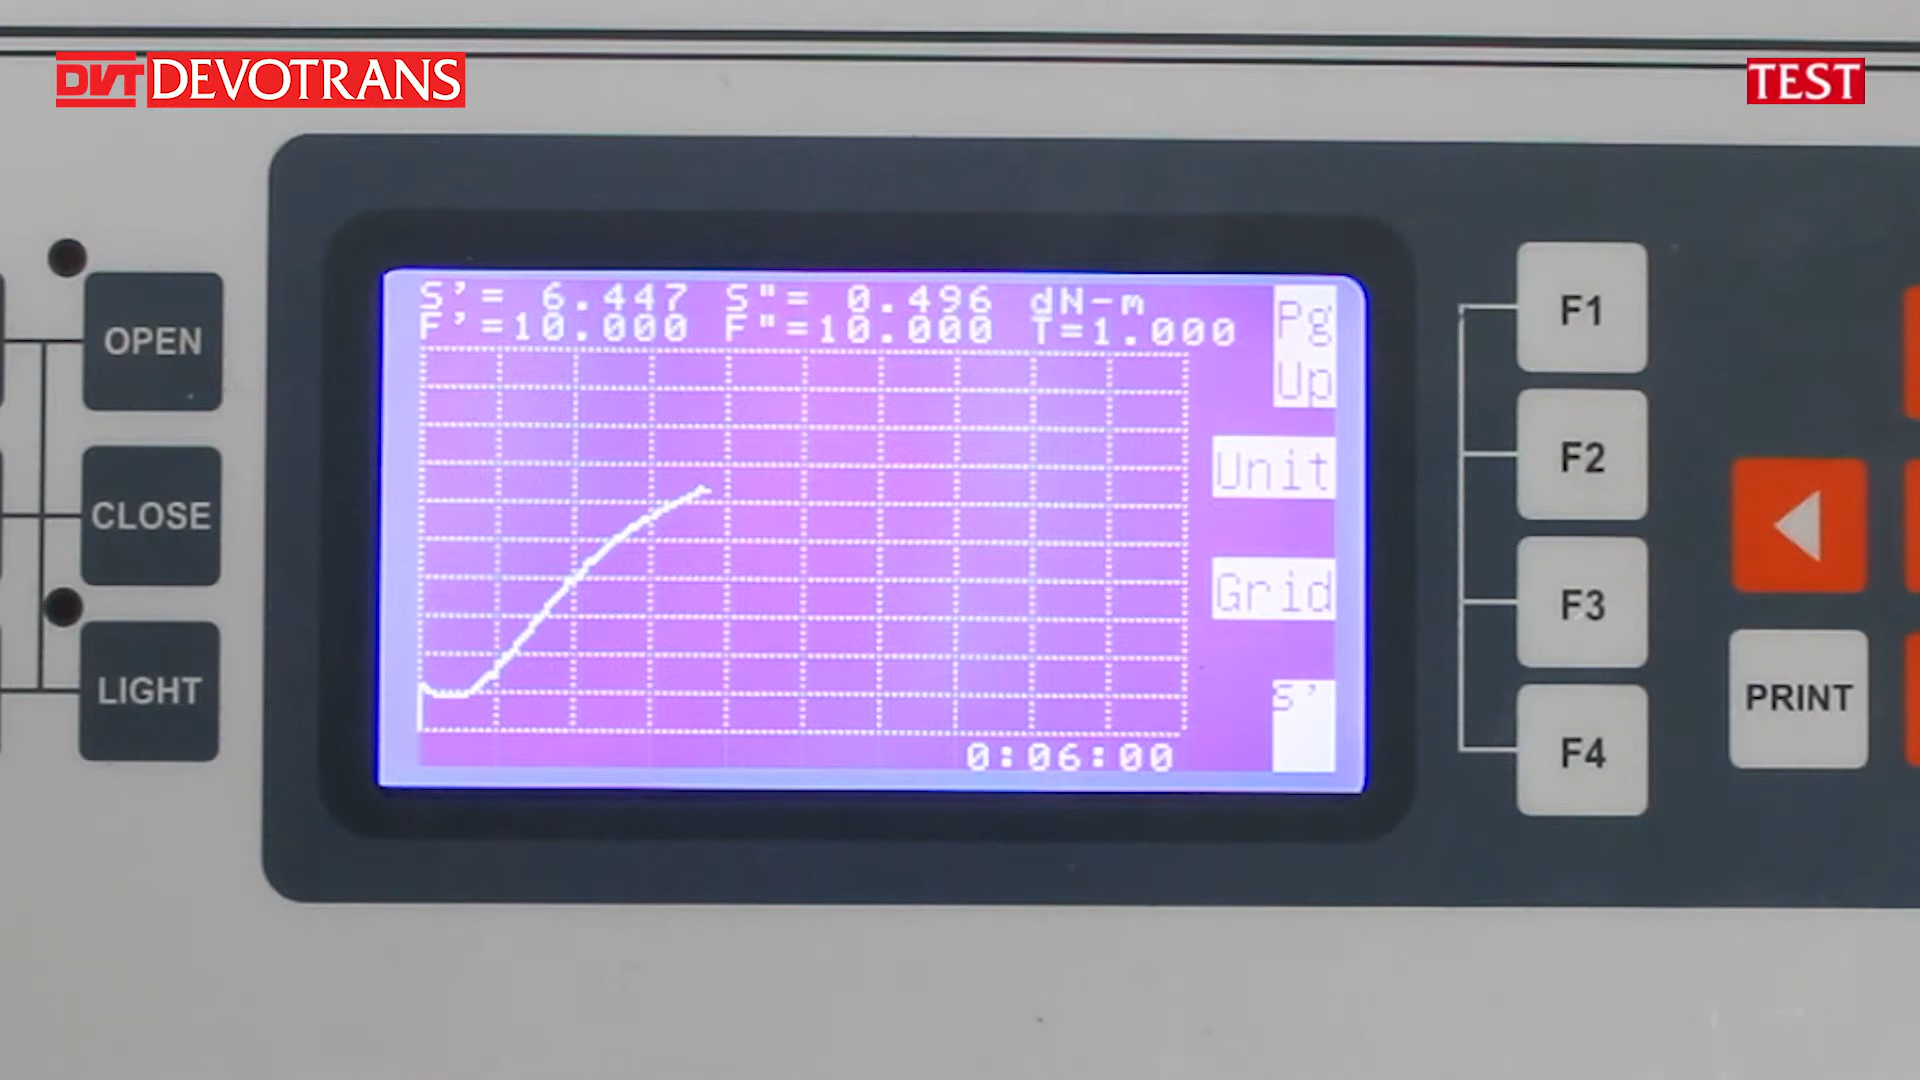 DVT DEVOTRANS
TEST
OPEN
CLOSE
LIGHT
S'= 6.447 S"= 0.496 dN-m
F'=10.000 F"=10.000 T=1.000
Pg
Up
Unit
Grid
S'
0:06:00
F1
F2
F3
F4
PRINT